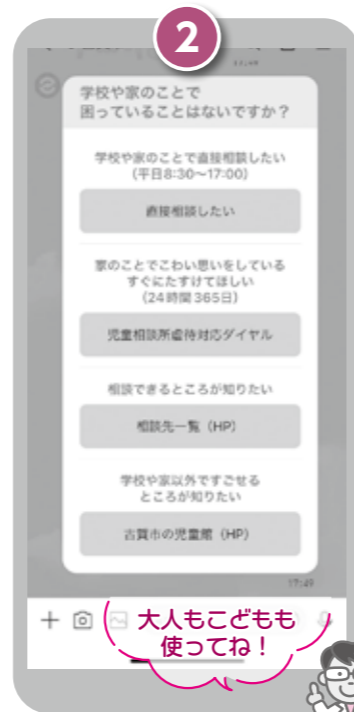 2
学校や家のことで
困っていることはないですか？
学校や家のことで直接相談したい
（平日8:30〜17:00）
直接相談したい
家のことでこわい思いをしている
すぐにたすけてほしい
（24時間 365日）
児童相談所虐待対応ダイヤル
相談できるところが知りたい
相談先一覧（HP）
学校や家以外ですごせる
ところが知りたい
古賀市の児童館（HP）
17:49
大人もこどもも
使ってね！